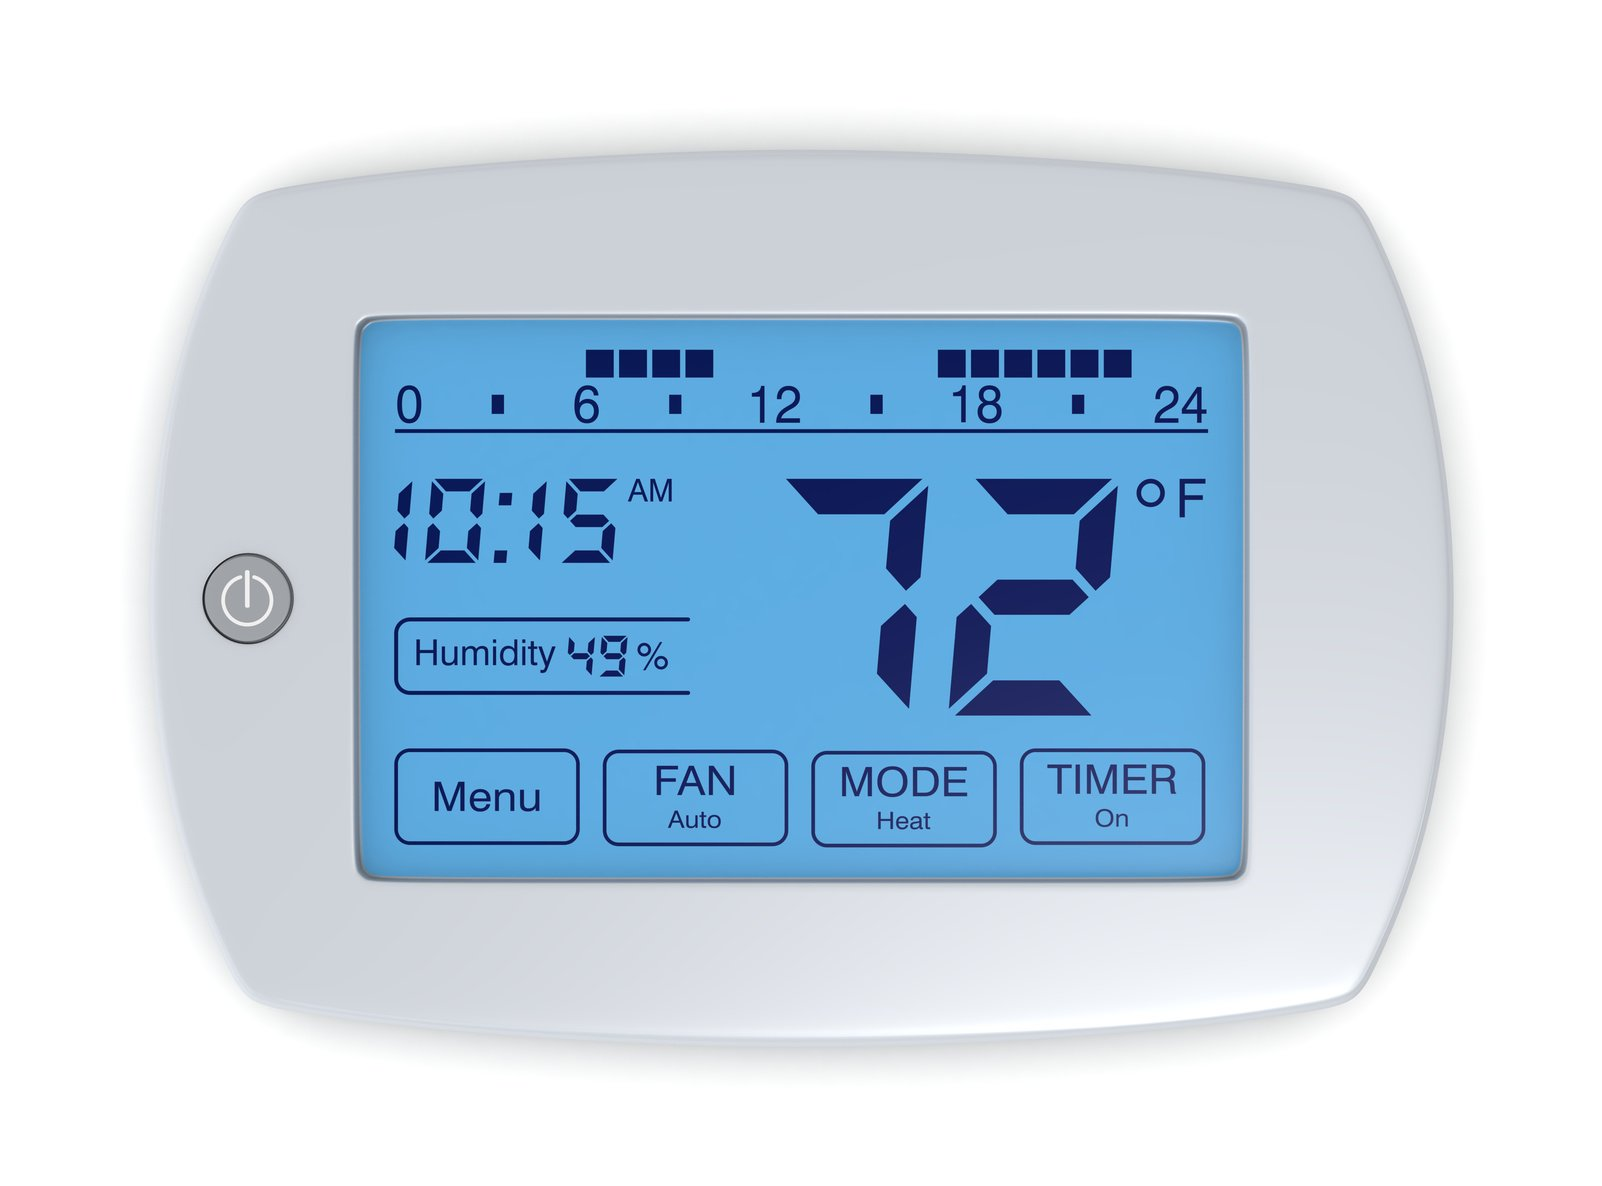 0 6 12 18 24
10:15 AM
72 °F
Humidity 49 %
Menu
FAN
Auto
MODE
Heat
TIMER
On